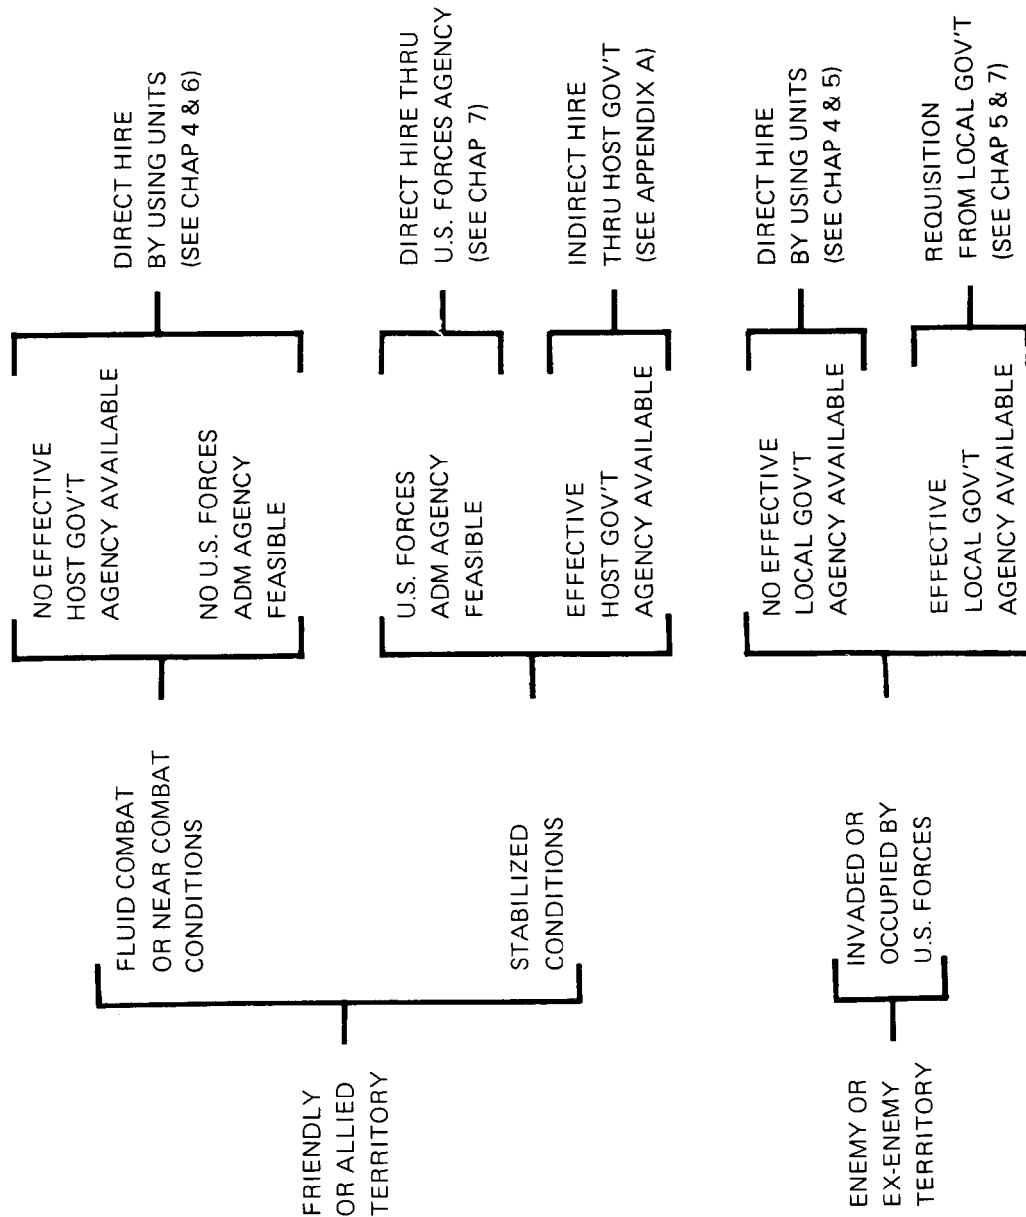 FRIENDLY
OR ALLIED
TERRITORY
FLUID COMBAT
OR NEAR COMBAT
CONDITIONS
NO EFFECTIVE
HOST GOV'T
AGENCY AVAILABLE
NO U.S. FORCES
ADM AGENCY
FEASIBLE
DIRECT HIRE
BY USING UNITS
(SEE CHAP 4 & 6)
STABILIZED
CONDITIONS
U.S. FORCES
ADM AGENCY
FEASIBLE
DIRECT HIRE THRU
U.S. FORCES AGENCY
(SEE CHAP 7)
EFFECTIVE
HOST GOV'T
AGENCY AVAILABLE
INDIRECT HIRE
THRU HOST GOV'T
(SEE APPENDIX A)
ENEMY OR
EX-ENEMY
TERRITORY
INVADED OR
OCCUPIED BY
U.S. FORCES
NO EFFECTIVE
LOCAL GOV'T
AGENCY AVAILABLE
DIRECT HIRE
BY USING UNITS
(SEE CHAP 4 & 5)
EFFECTIVE
LOCAL GOV'T
AGENCY AVAILABLE
REQUISITION
FROM LOCAL GOV'T
(SEE CHAP 5 & 7)